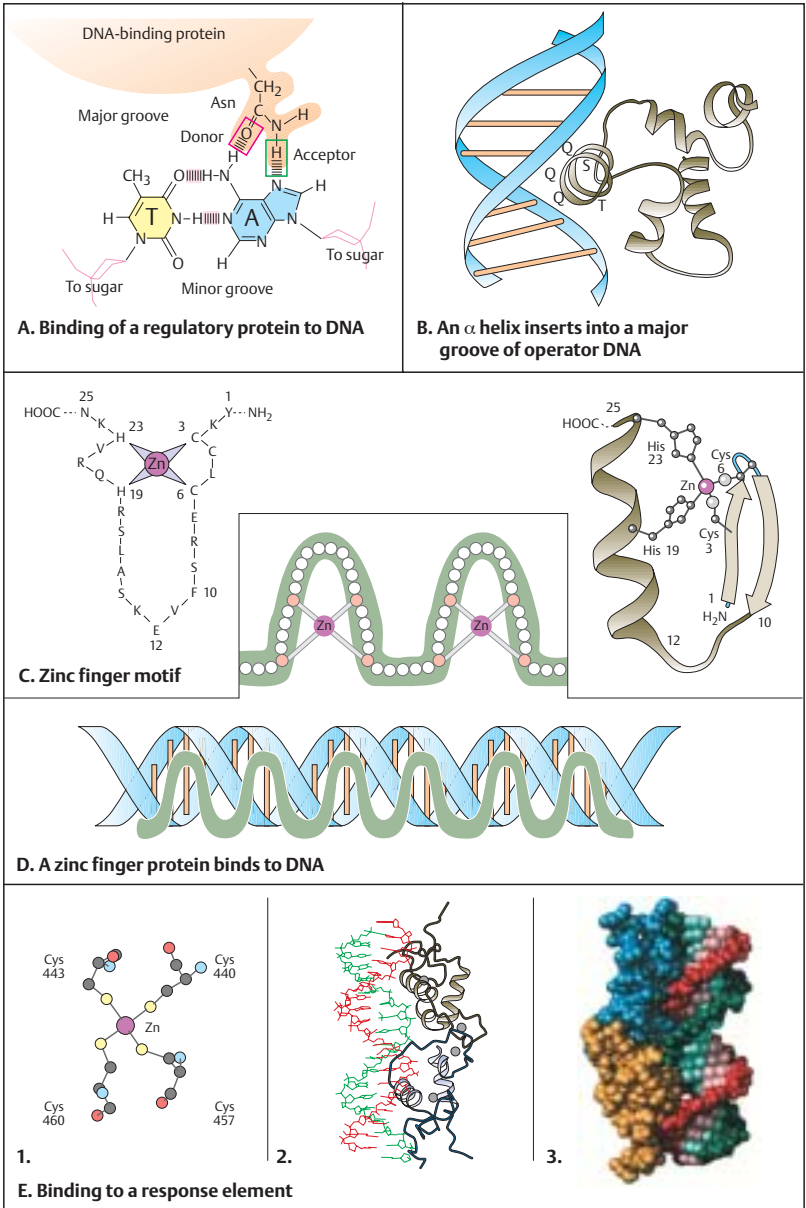 DNA-binding protein
CH2
Asn
C
N
H
O
H
Major groove
Donor
Acceptor
H
CH3
O
H
N
N
H
H
T
N
H
N
A
N
N
N
O
H
To sugar
To sugar
Minor groove
A. Binding of a regulatory protein to DNA
Q
S
Q
Q
T
B. An α helix inserts into a major
groove of operator DNA
25
1
HOOC
N
Y
NH2
K
K
23
3
V
H
C
R
Zn
C
Q
L
H
19
6
C
R
E
S
R
L
I
A
S
S
F
10
K
V
E
12
C. Zinc finger motif
Zn
Zn
25
HOOC
His
23
Cys
6
Zn
Cys
3
His 19
1
H2N
12
10
D. A zinc finger protein binds to DNA
Cys
443
Cys
440
Zn
Cys
460
Cys
457
1.
2.
3.
E. Binding to a response element